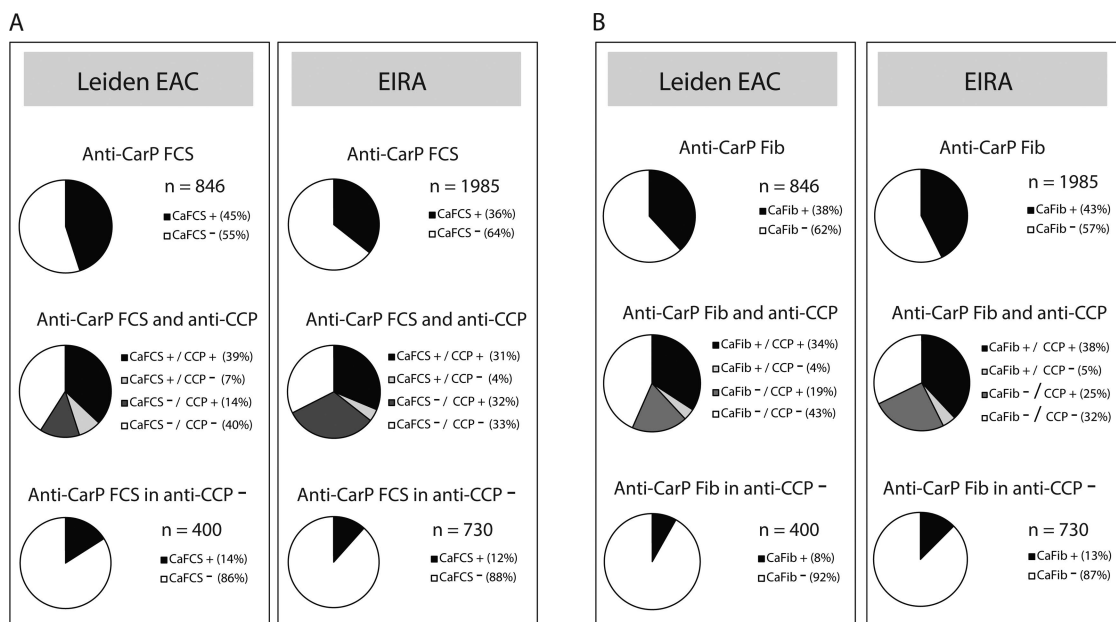 A
Leiden EAC
Anti-CarP FCS
n = 846
CaFCS + (45%)
CaFCS - (55%)
Anti-CarP FCS and anti-CCP
CaFCS + / CCP + (39%)
CaFCS + / CCP - (7%)
CaFCS - / CCP + (14%)
CaFCS - / CCP - (40%)
Anti-CarP FCS in anti-CCP -
n = 400
CaFCS + (14%)
CaFCS - (86%)
EIRA
Anti-CarP FCS
n = 1985
CaFCS + (36%)
CaFCS - (64%)
Anti-CarP FCS and anti-CCP
CaFCS + / CCP + (31%)
CaFCS + / CCP - (4%)
CaFCS - / CCP + (32%)
CaFCS - / CCP - (33%)
Anti-CarP FCS in anti-CCP -
n = 730
CaFCS + (12%)
CaFCS - (88%)
B
Leiden EAC
Anti-CarP Fib
n = 846
CaFib + (38%)
CaFib - (62%)
Anti-CarP Fib and anti-CCP
CaFib + / CCP + (34%)
CaFib + / CCP - (4%)
CaFib - / CCP + (19%)
CaFib - / CCP - (43%)
Anti-CarP Fib in anti-CCP -
n = 400
CaFib + (8%)
CaFib - (92%)
EIRA
Anti-CarP Fib
n = 1985
CaFib + (43%)
CaFib - (57%)
Anti-CarP Fib and anti-CCP
CaFib + / CCP + (38%)
CaFib + / CCP - (5%)
CaFib - / CCP + (25%)
CaFib - / CCP - (32%)
Anti-CarP Fib in anti-CCP -
n = 730
CaFib + (13%)
CaFib - (87%)